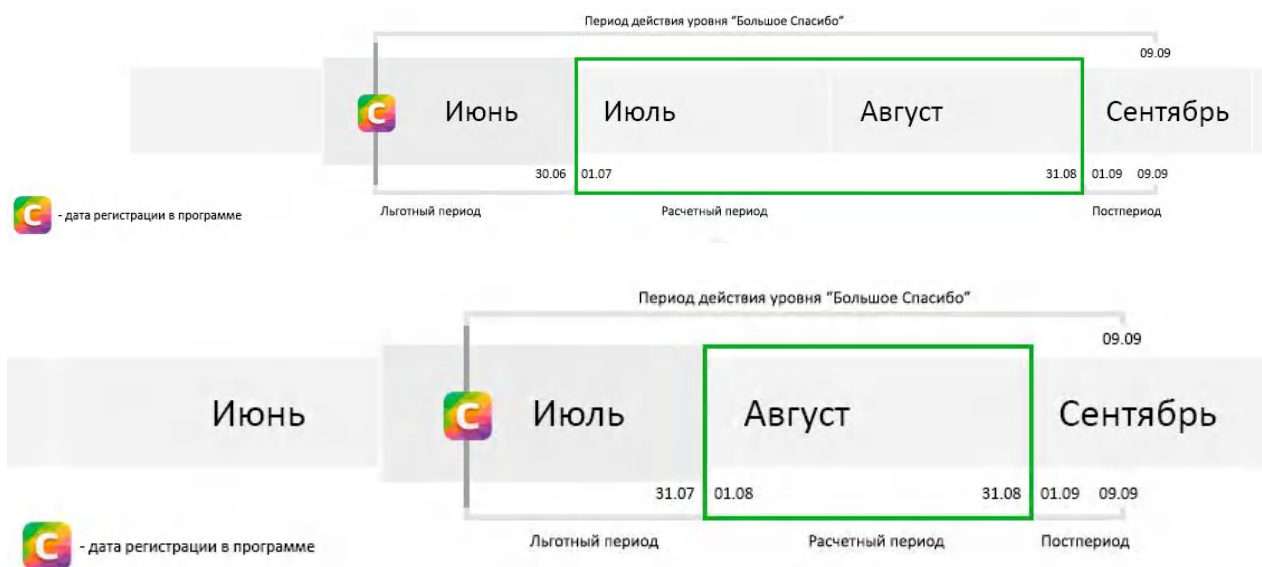 Период действия уровня “Большое Спасибо”
09.09
С Июнь Июль Август Сентябрь
30.06 01.07 31.08 01.09 09.09
Льготный период Расчетный период Постпериод
С - дата регистрации в программе
Период действия уровня “Большое Спасибо”
09.09
Июнь С Июль Август Сентябрь
31.07 01.08 31.08 01.09 09.09
Льготный период Расчетный период Постпериод
С - дата регистрации в программе